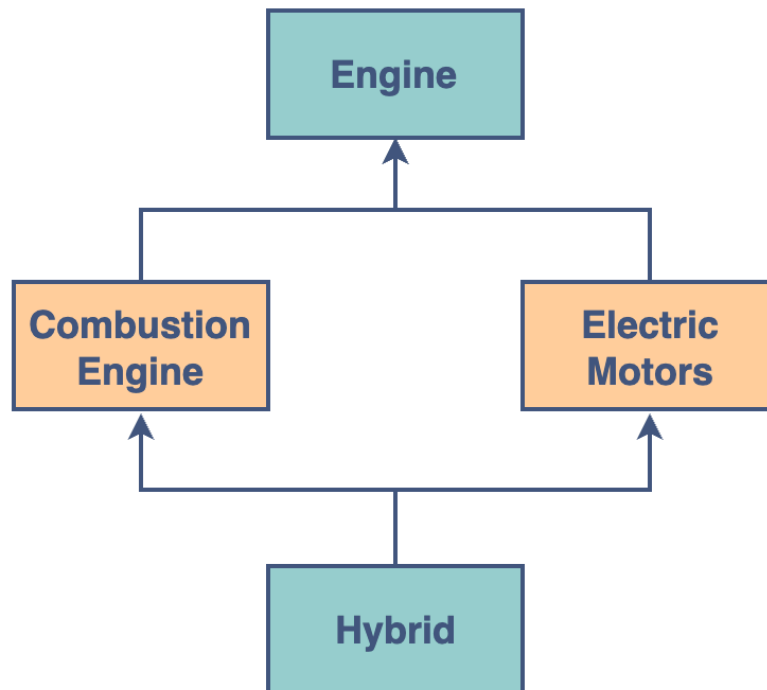 Engine
Combustion
Engine
Electric
Motors
Hybrid